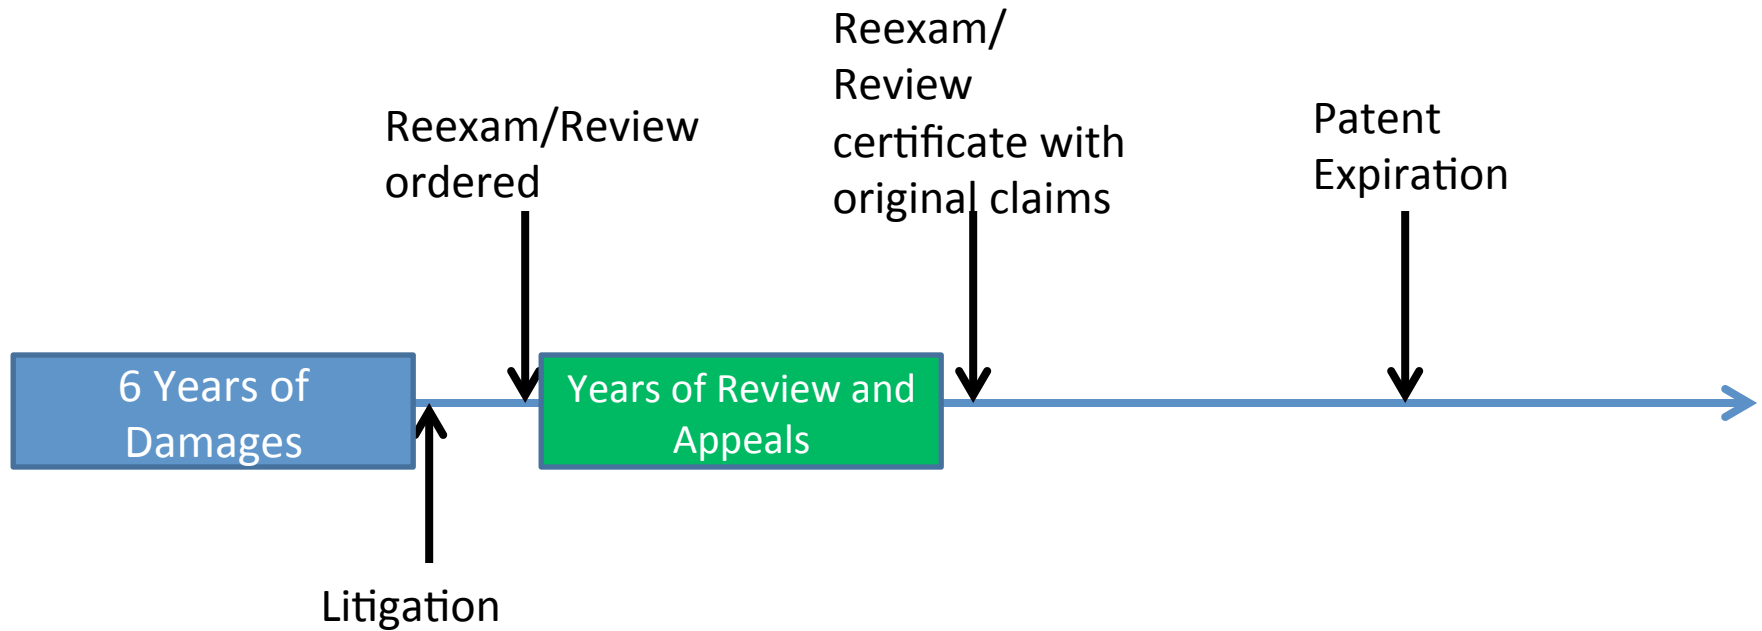 Reexam/
Review
certificate with
original claims
Reexam/Review
ordered
Patent
Expiration
6 Years of
Damages
Years of Review and
Appeals
Litigation